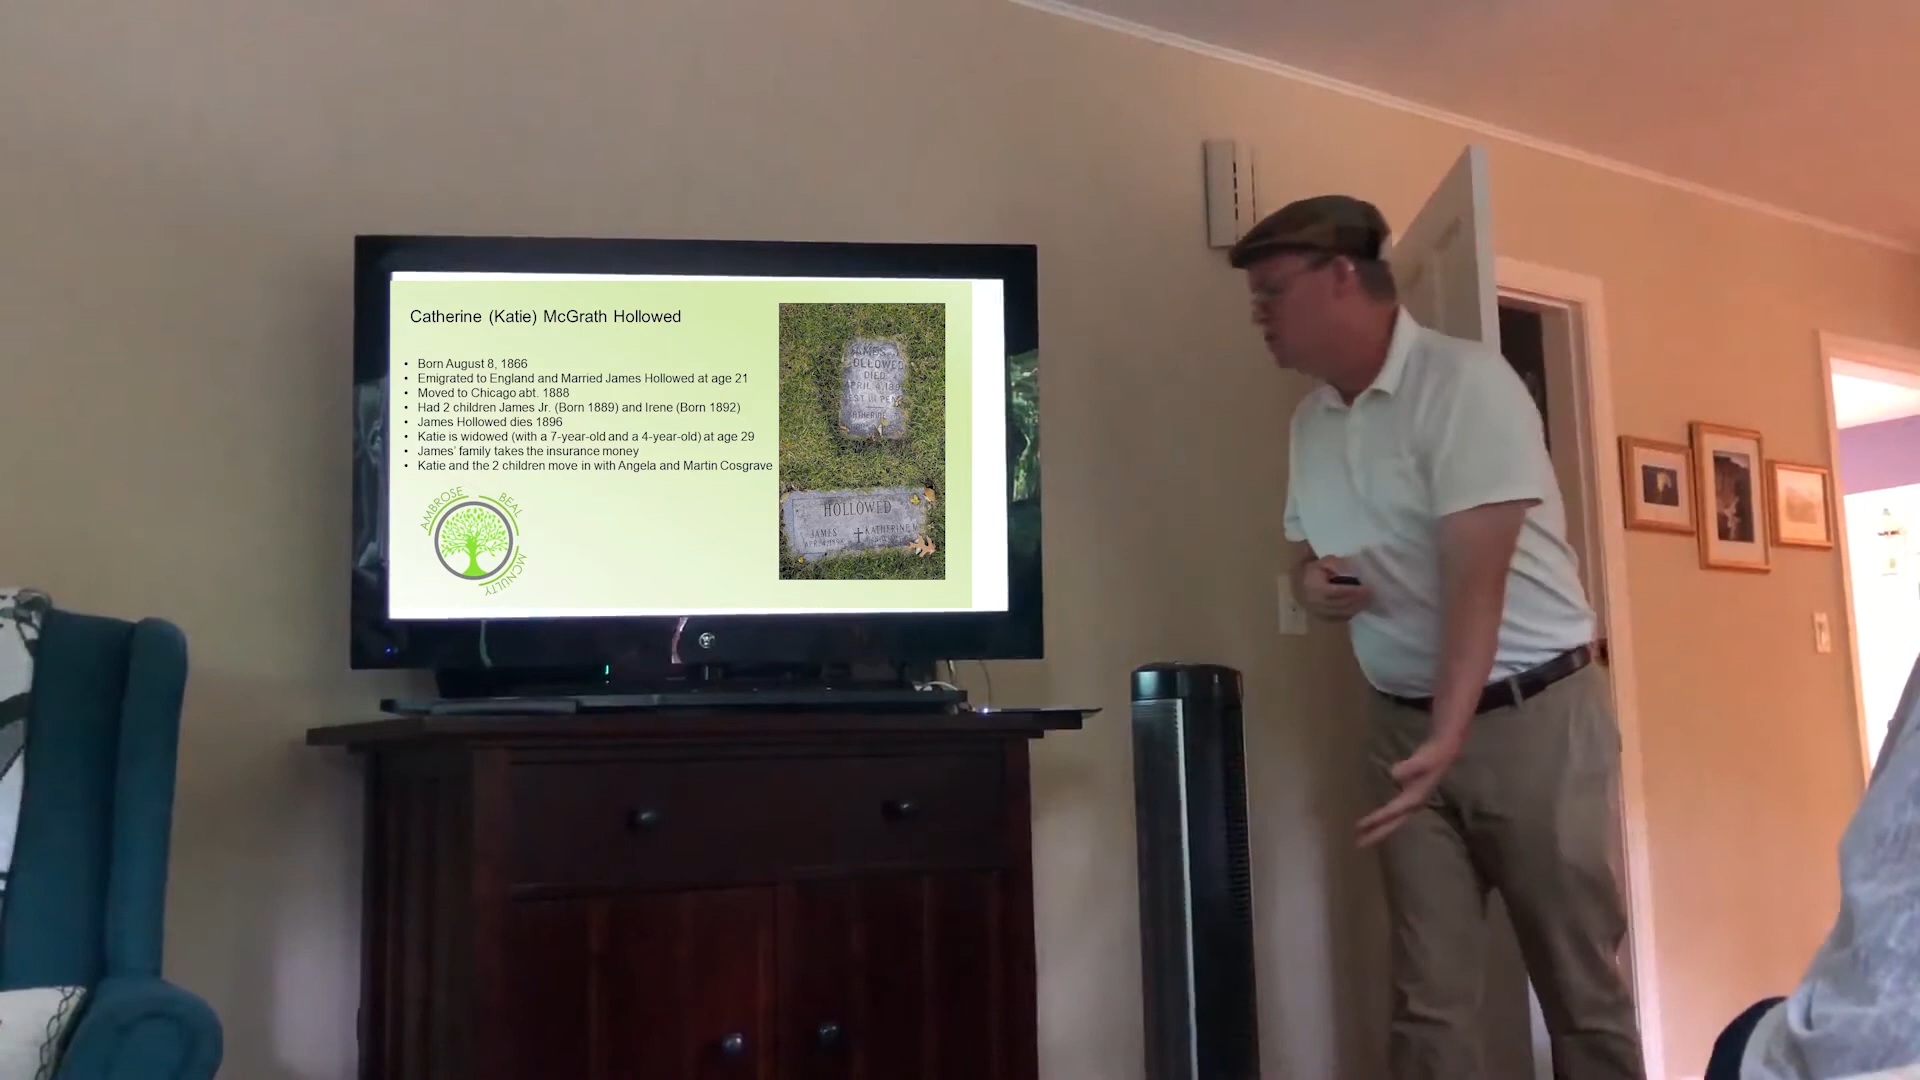 Catherine (Katie) McGrath Hollowed
• Born August 8, 1866
• Emigrated to England and Married James Hollowed at age 21
• Moved to Chicago abt. 1888
• Had 2 children James Jr. (Born 1889) and Irene (Born 1892)
• James Hollowed dies 1896
• Katie is widowed (with a 7-year-old and a 4-year-old) at age 29
• James' family takes the insurance money
• Katie and the 2 children move in with Angela and Martin Cosgrave
AMBROSE BEAL MCNULTY
DIED
APRIL
HOLLOWED
JAMES KATHERINE M